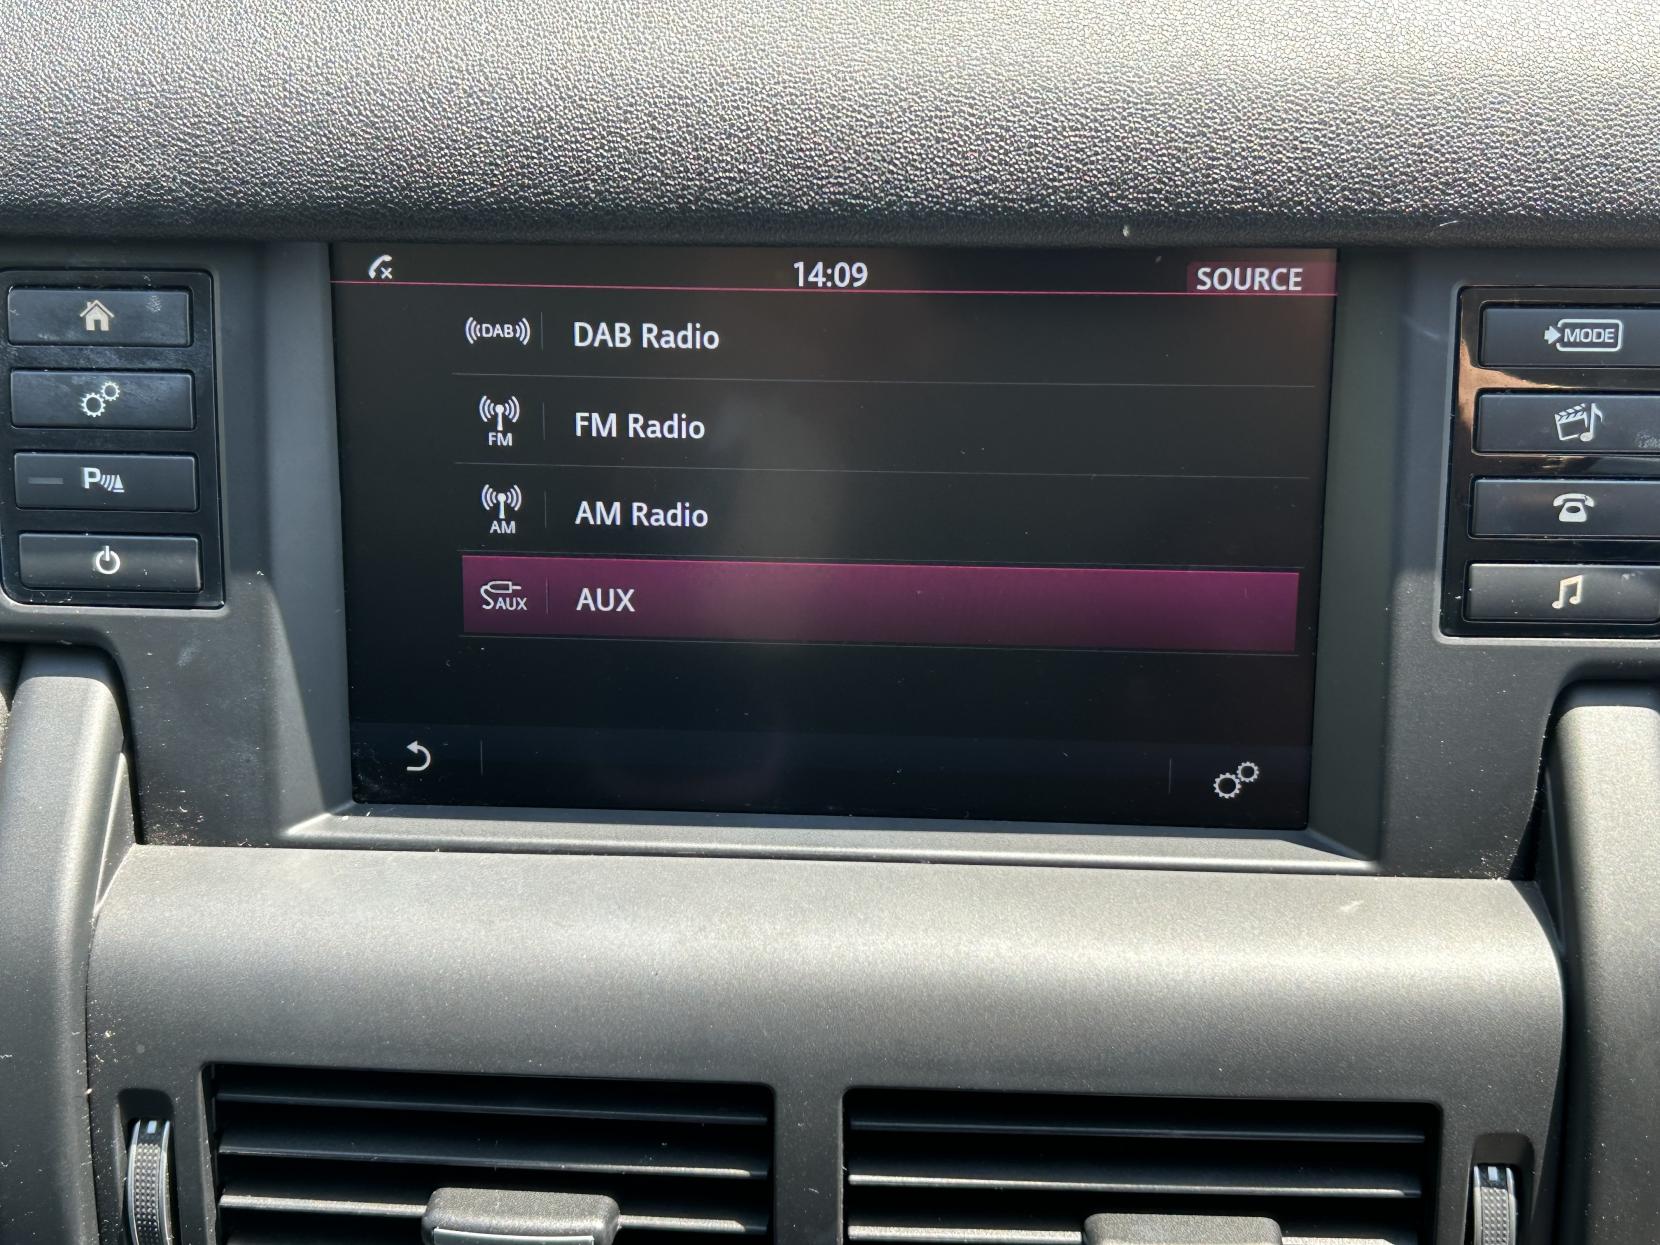 14:09
SOURCE
DAB
DAB Radio
FM
FM Radio
AM
AM Radio
AUX
AUX
P
MODE